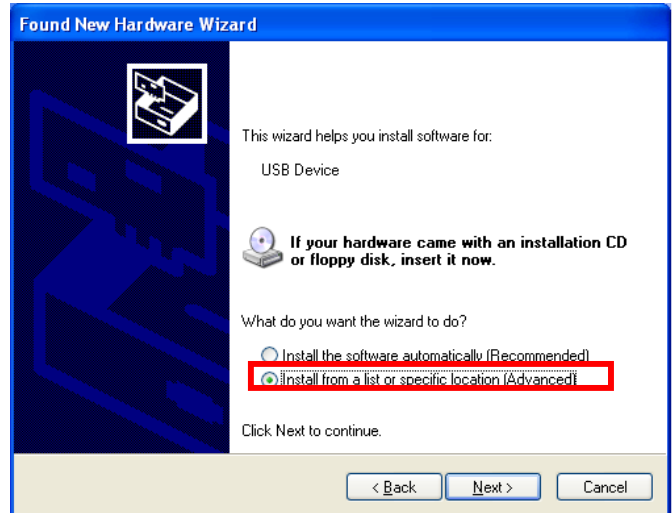 Found New Hardware Wizard
This wizard helps you install software for:
USB Device
If your hardware came with an installation CD
or floppy disk, insert it now.
What do you want the wizard to do?
Install the software automatically (Recommended)
Install from a list or specific location (Advanced)
Click Next to continue.
< Back Next > Cancel